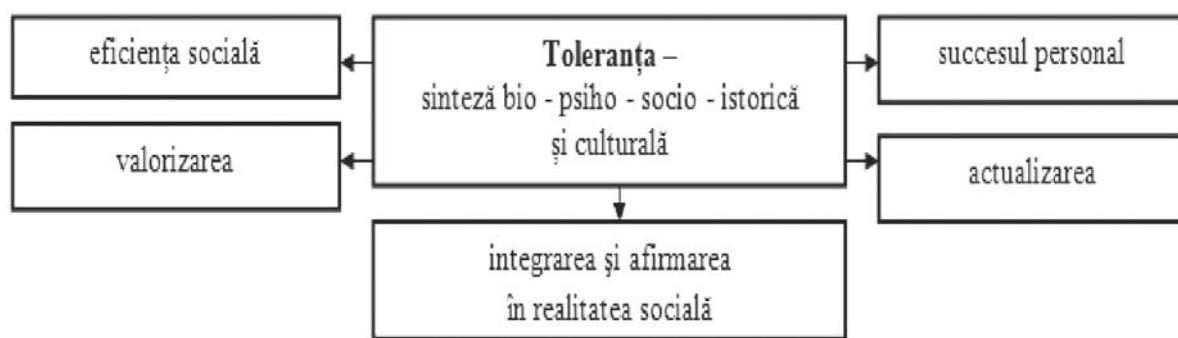 eficiența socială
Toleranța –
sinteză bio - psiho - socio - istorică
și culturală
succesul personal
valorizarea
actualizarea
integrarea şi afirmarea
în realitatea socială